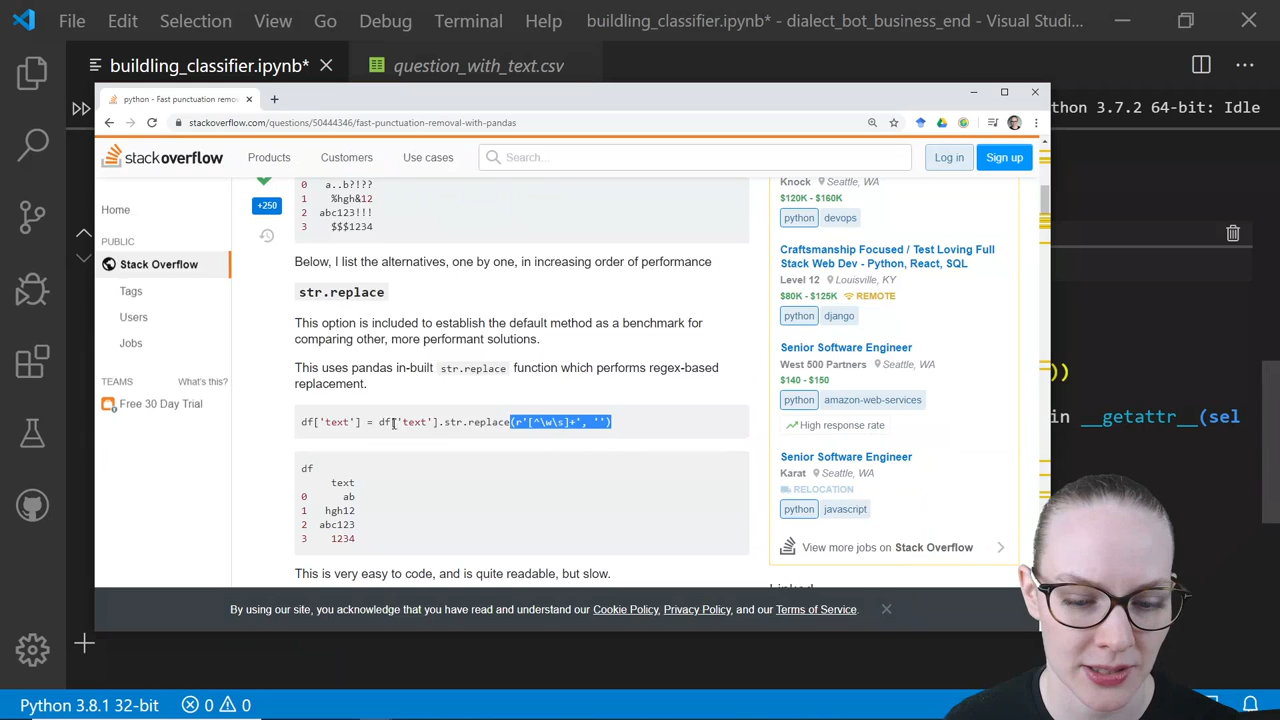 File Edit Selection View Go Debug Terminal Help buildling_classifier.ipynb* - dialect_bot_business_end - Visual Studi...
buildling_classifier.ipynb*
question_with_text.csv
python - Fast punctuation remo
stackoverflow.com/questions/50444346/fast-punctuation-removal-with-pandas
ython 3.7.2 64-bit: Idle
stackoverflow Products Customers Use cases Search... Log in Sign up
Home
PUBLIC
Stack Overflow
Tags
Users
Jobs
TEAMS What's this?
Free 30 Day Trial
+250
0 a..b?!??
1 %hgh&12
2 abc123!!!
3 $$$1234
Below, I list the alternatives, one by one, in increasing order of performance
str.replace
This option is included to establish the default method as a benchmark for
comparing other, more performant solutions.
This uses pandas in-built str.replace function which performs regex-based
replacement.
df['text'] = df['text'].str.replace(r'[^\w\s]+', '')
df
text
0 ab
1 hgh12
2 abc123
3 1234
This is very easy to code, and is quite readable, but slow.
Knock Seattle, WA
$120K - $160K
python devops
Craftsmanship Focused / Test Loving Full
Stack Web Dev - Python, React, SQL
Level 12 Louisville, KY
$80K - $125K REMOTE
python django
Senior Software Engineer
West 500 Partners Seattle, WA
$140 - $150
python amazon-web-services
High response rate
Senior Software Engineer
Karat Seattle, WA
RELOCATION
python javascript
View more jobs on Stack Overflow
Linked
By using our site, you acknowledge that you have read and understand our Cookie Policy, Privacy Policy, and our Terms of Service.
))
in __getattr__(sel
Python 3.8.1 32-bit 0 0